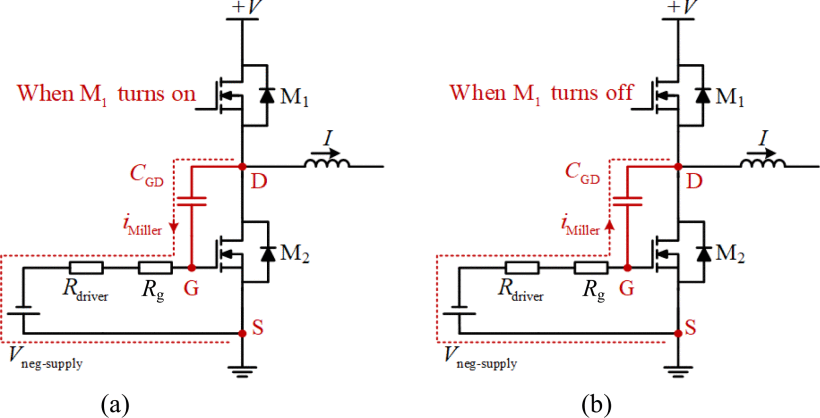 +V
When M1 turns on
M1
I
CGD
D
iMiller
M2
Rdriver
Rg
G
S
Vneg-supply
(a)
+V
When M1 turns off
M1
I
CGD
D
iMiller
M2
Rdriver
Rg
G
S
Vneg-supply
(b)